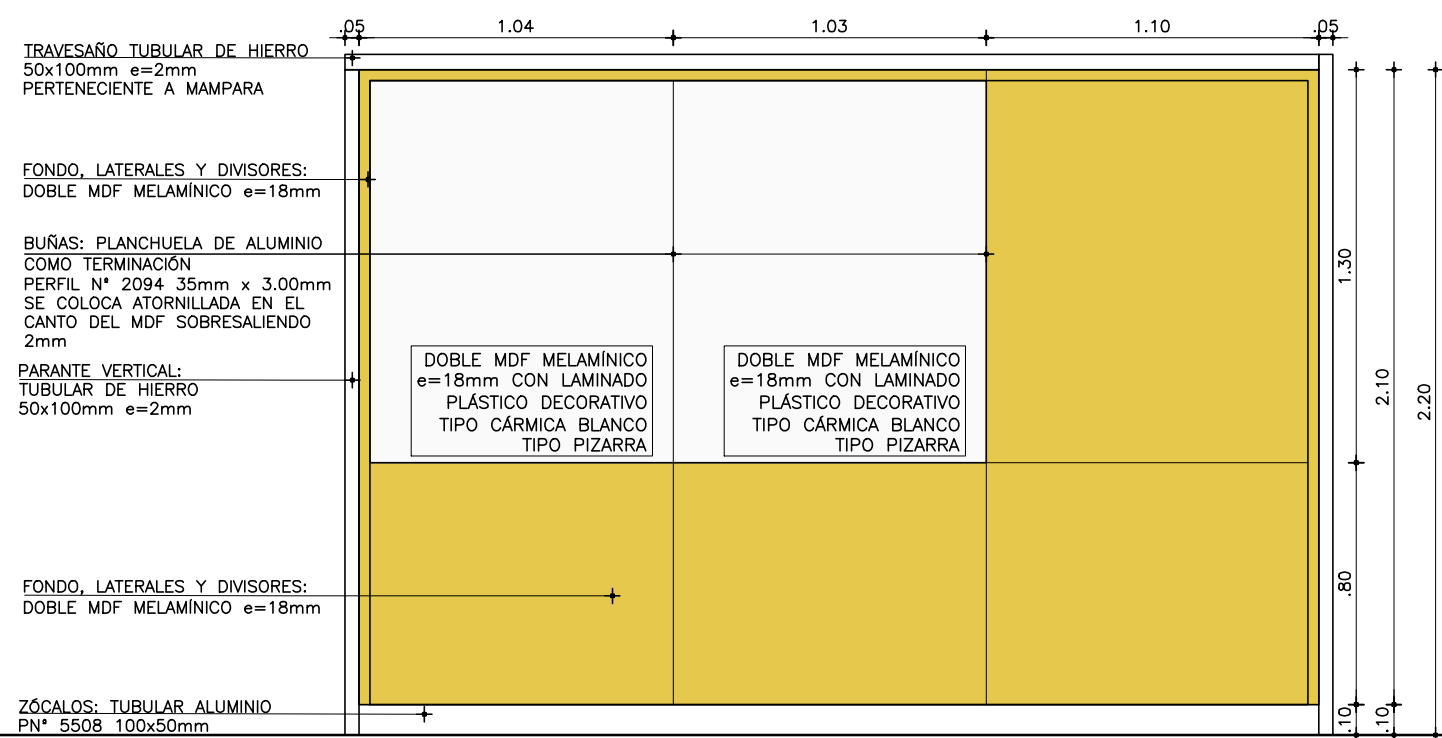 .05 1.04 1.03 1.10 .05
TRAVESAÑO TUBULAR DE HIERRO
50x100mm e=2mm
PERTENECIENTE A MAMPARA
FONDO, LATERALES Y DIVISORES:
DOBLE MDF MELAMÍNICO e=18mm
BUÑAS: PLANCHUELA DE ALUMINIO
COMO TERMINACIÓN
PERFIL Nº 2094 35mm x 3.00mm
SE COLOCA ATORNILLADA EN EL
CANTO DEL MDF SOBRESALIENDO
2mm
PARANTE VERTICAL:
TUBULAR DE HIERRO
50x100mm e=2mm
DOBLE MDF MELAMÍNICO
e=18mm CON LAMINADO
PLÁSTICO DECORATIVO
TIPO CÁRMICA BLANCO
TIPO PIZARRA
DOBLE MDF MELAMÍNICO
e=18mm CON LAMINADO
PLÁSTICO DECORATIVO
TIPO CÁRMICA BLANCO
TIPO PIZARRA
FONDO, LATERALES Y DIVISORES:
DOBLE MDF MELAMÍNICO e=18mm
ZÓCALOS: TUBULAR ALUMINIO
PNº 5508 100x50mm
1.30
.80
.10
2.10
.10
2.20